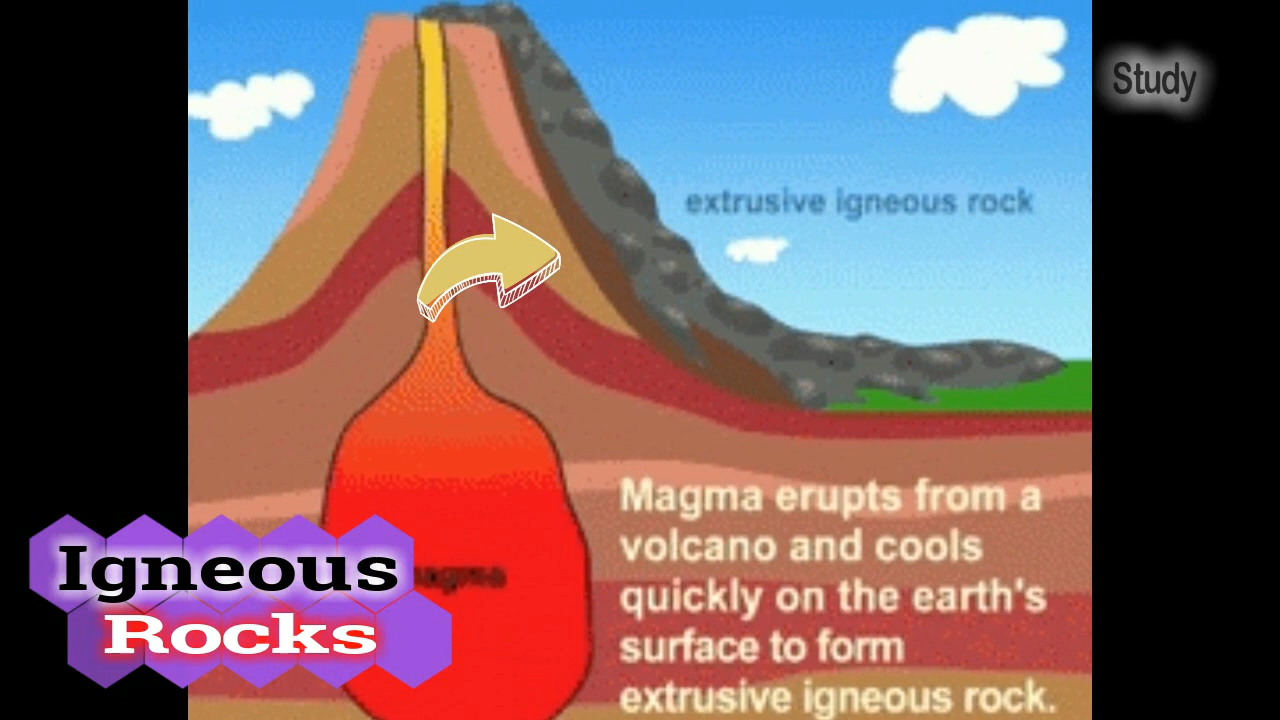 Study
extrusive igneous rock
Magma erupts from a
volcano and cools
quickly on the earth's
surface to form
extrusive igneous rock.
magma
Igneous
Rocks